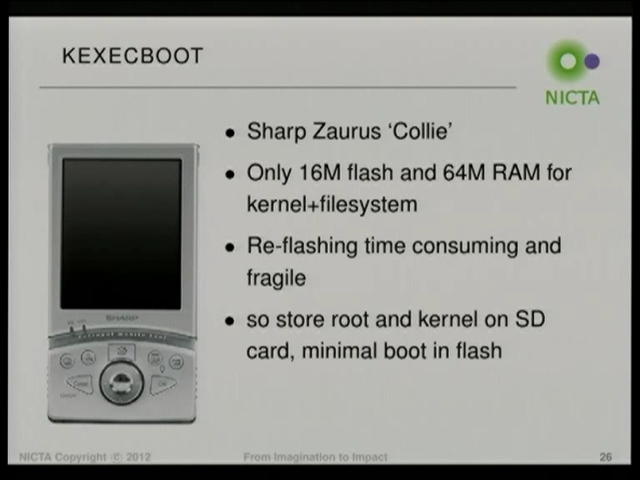 KEXECBOOT
NICTA
• Sharp Zaurus ‘Collie’
• Only 16M flash and 64M RAM for
kernel+filesystem
• Re-flashing time consuming and
fragile
• so store root and kernel on SD
card, minimal boot in flash
SHARP
Cancel
OK
NICTA Copyright © 2012
From Imagination to Impact
26